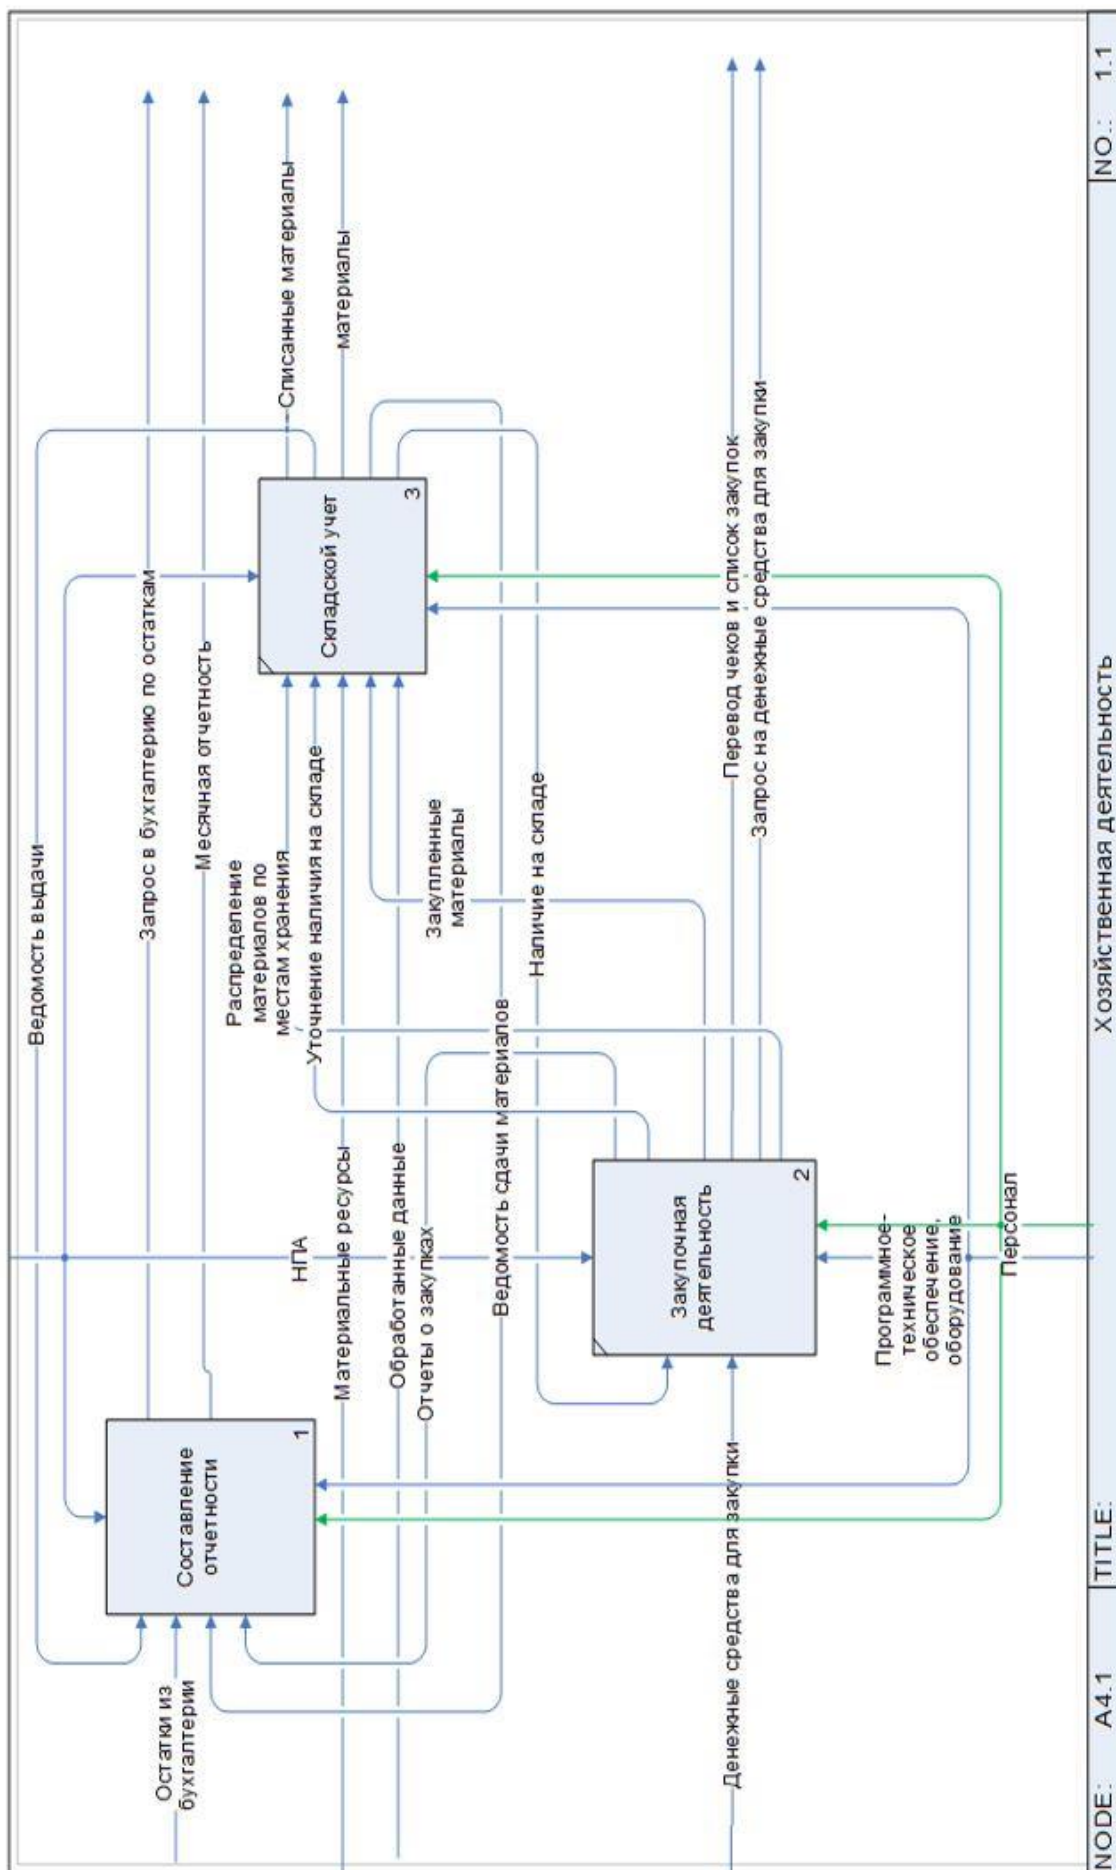 Ведомость выдачи
Запрос в бухгалтерию по остаткам
Месячная отчетность
Остатки из
бухгалтерии
Составление
отчетности
1
Распределение
материалов по
местам хранения
Уточнение наличия на складе
Списанные материалы
материалы
Складской учет
3
НПА
Материальные ресурсы
Обработанные данные
Отчеты о закупках
Закупленные
материалы
Ведомость сдачи материалов
Наличие на складе
Закупочная
деятельность
2
Денежные средства для закупки
Перевод чеков и список закупок
Запрос на денежные средства для закупки
Программное-
техническое
обеспечение,
оборудование
Персонал
NODE: A4.1 TITLE: Хозяйственная деятельность NO.: 1.1